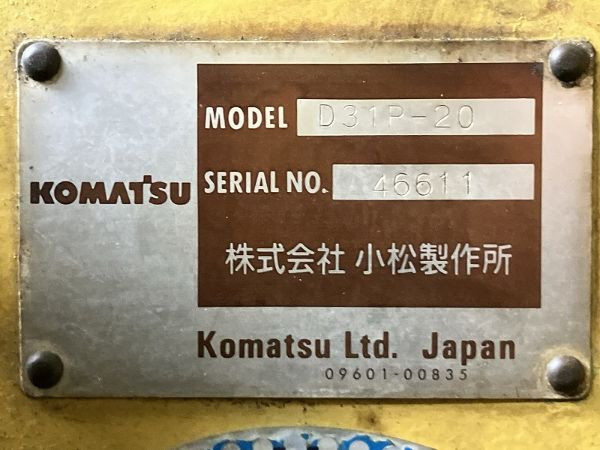 KOMATSU
MODEL D31P-20
SERIAL NO. 46611
株式会社 小松製作所
Komatsu Ltd. Japan
09601-00835